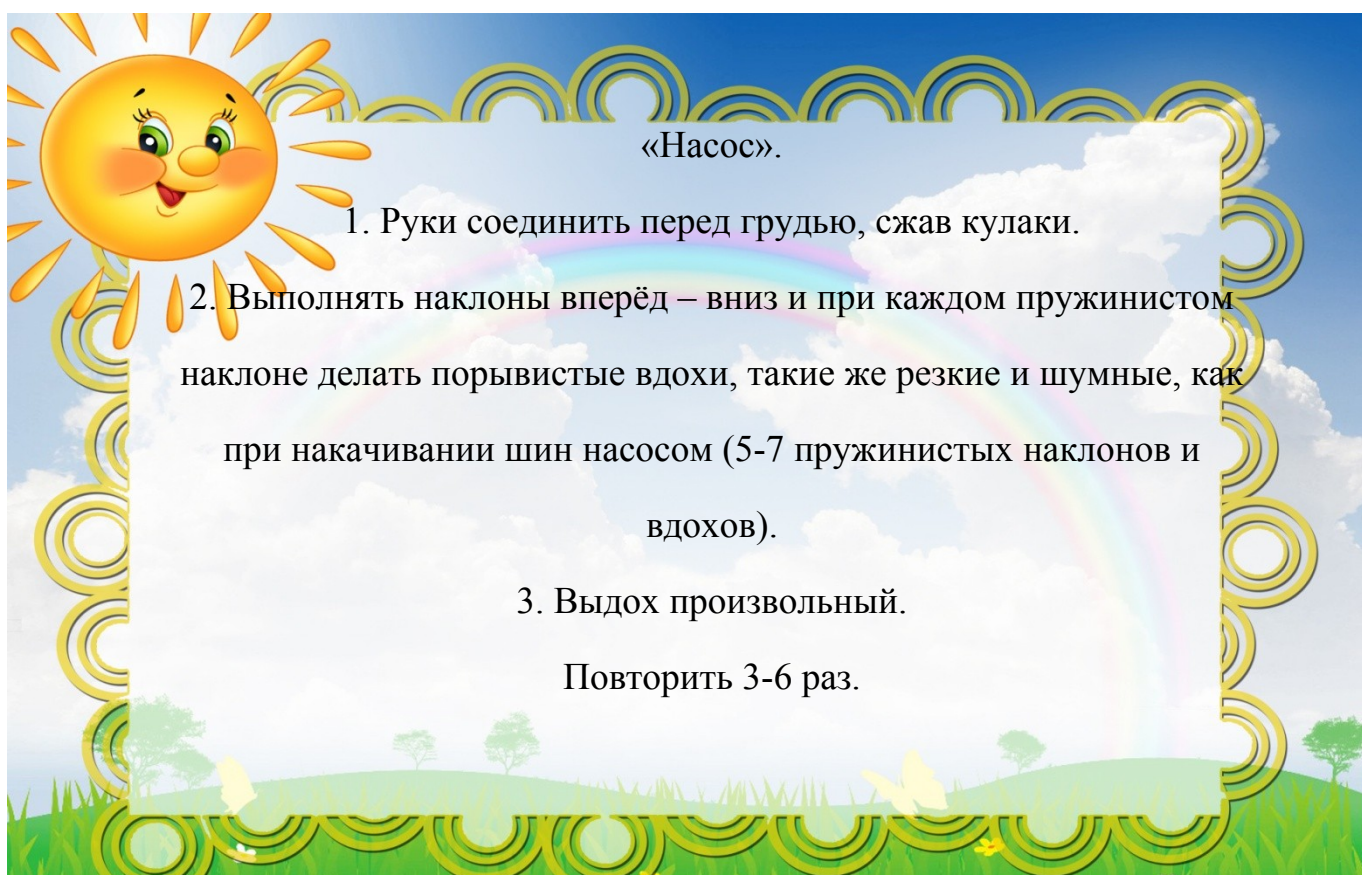 «Насос».
1. Руки соединить перед грудью, сжав кулаки.
2. Выполнять наклоны вперёд – вниз и при каждом пружинистом
наклоне делать порывистые вдохи, такие же резкие и шумные, как
при накачивании шин насосом (5-7 пружинистых наклонов и
вдохов).
3. Выдох произвольный.
Повторить 3-6 раз.